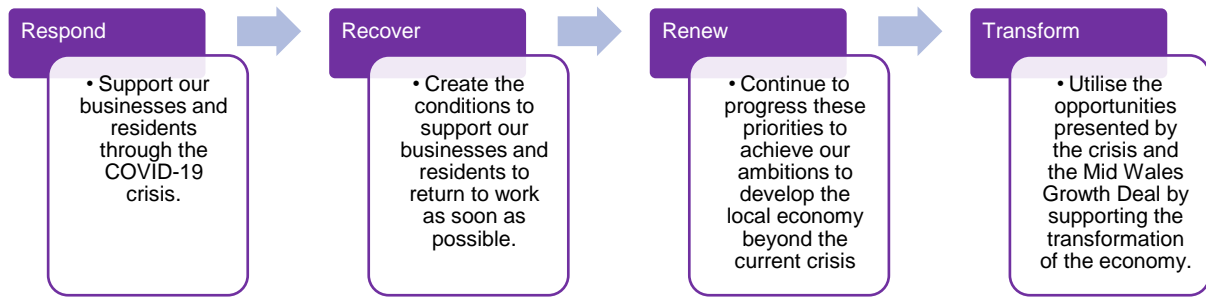 Respond
• Support our
businesses and
residents
through the
COVID-19
crisis.
Recover
• Create the
conditions to
support our
businesses and
residents to
return to work
as soon as
possible.
Renew
• Continue to
progress these
priorities to
achieve our
ambitions to
develop the
local economy
beyond the
current crisis
Transform
• Utilise the
opportunities
presented by
the crisis and
the Mid Wales
Growth Deal by
supporting the
transformation
of the economy.